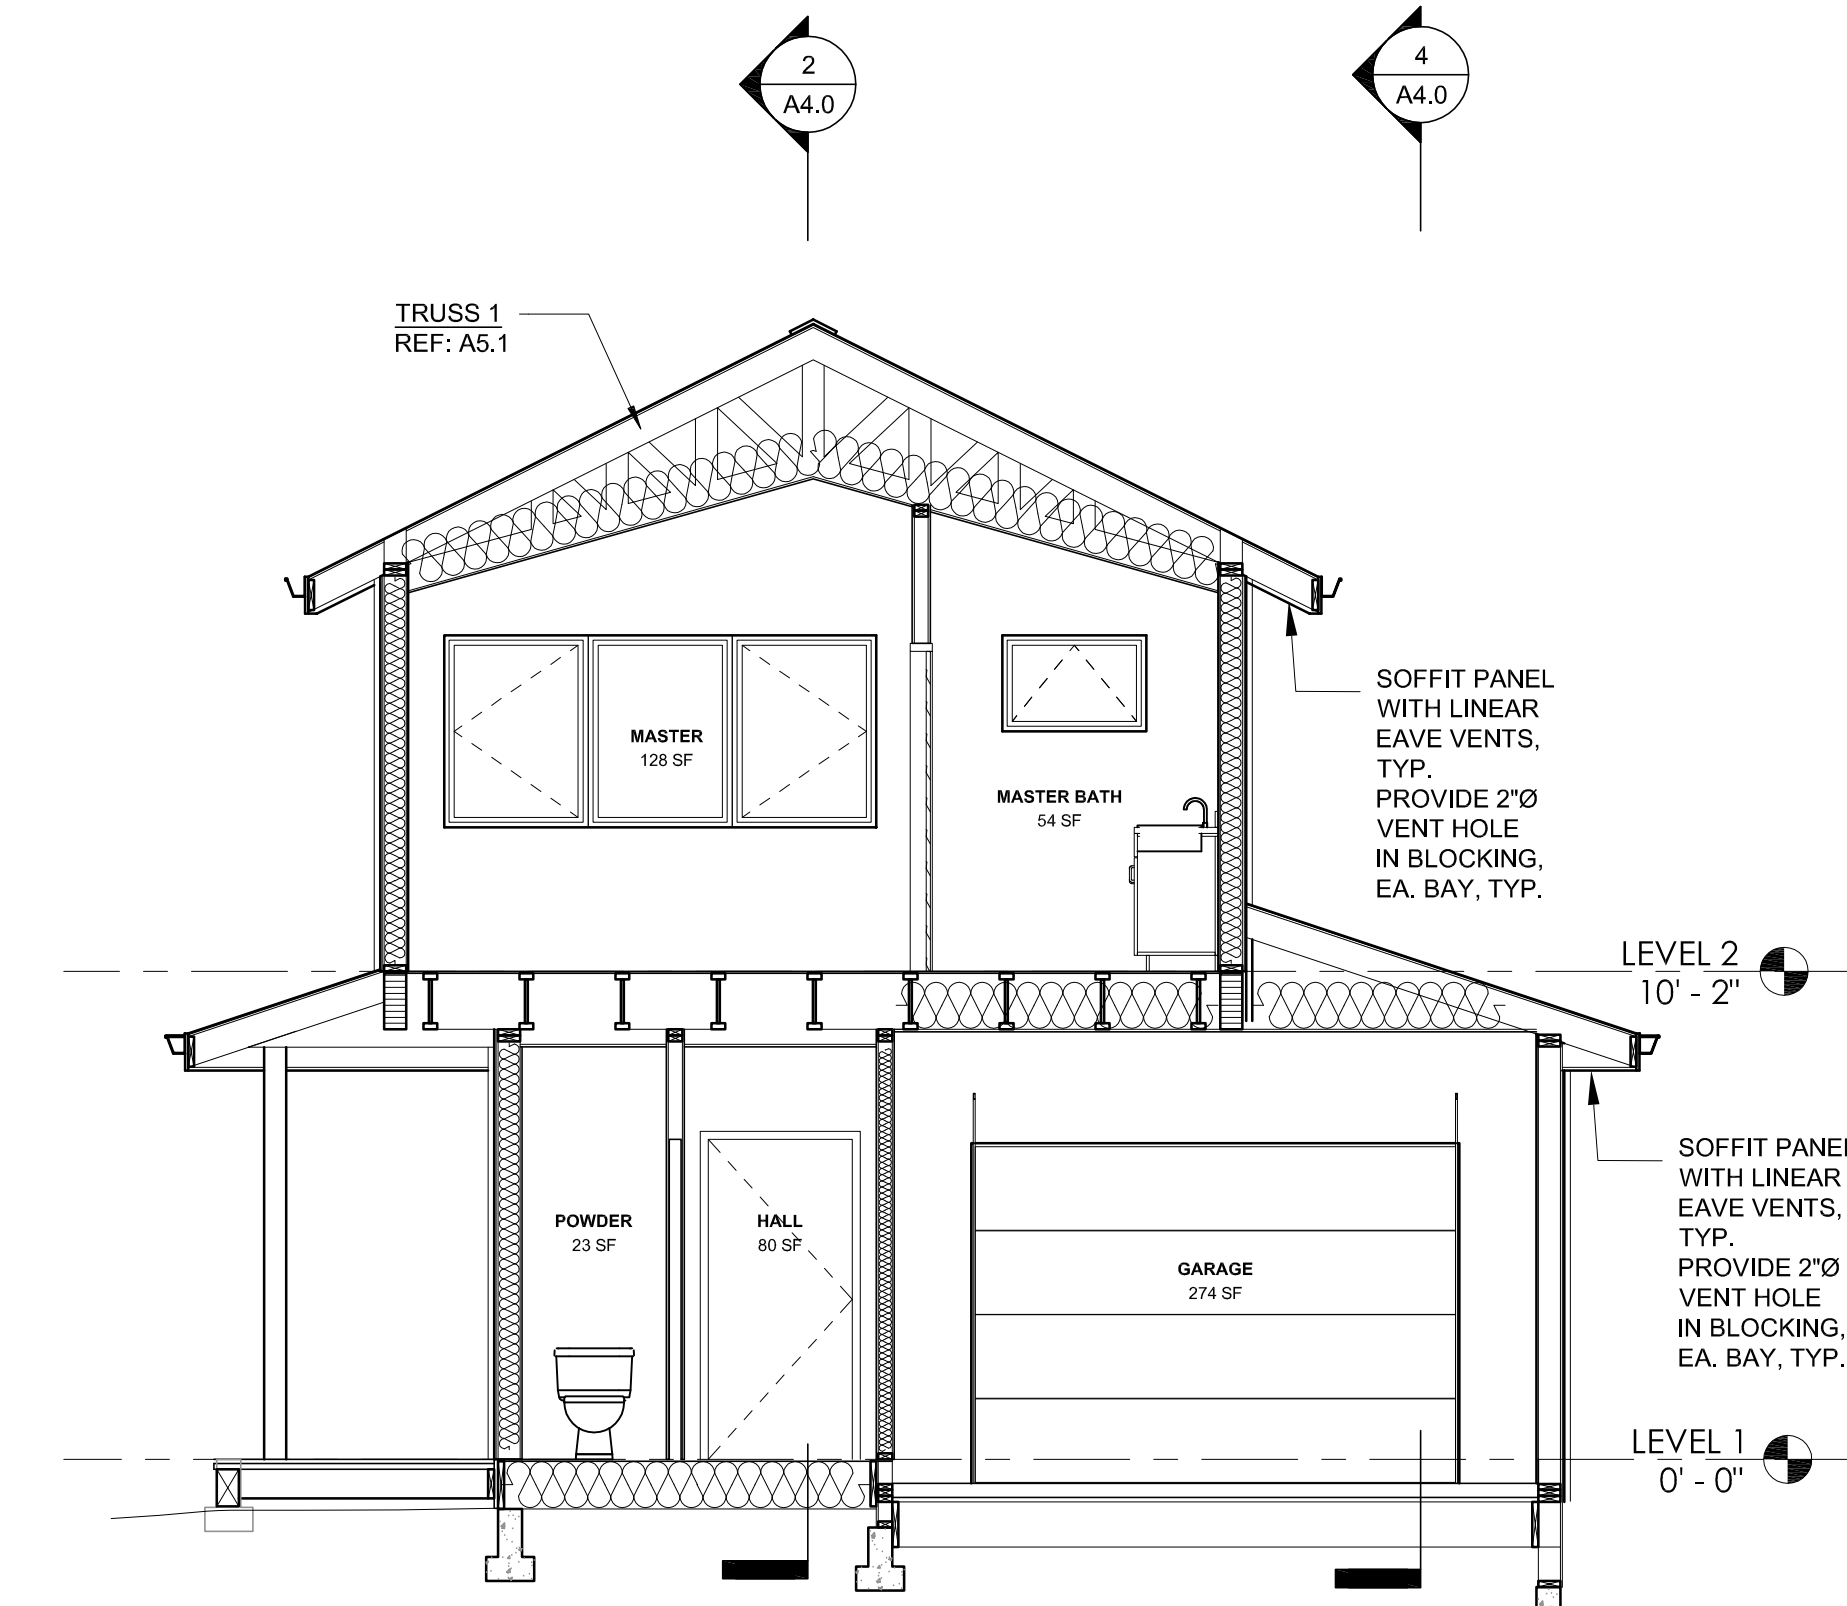 2
A4.0
4
A4.0
TRUSS 1
REF: A5.1
SOFFIT PANEL
WITH LINEAR
EAVE VENTS,
TYP.
PROVIDE 2"Ø
VENT HOLE
IN BLOCKING,
EA. BAY, TYP.
MASTER
128 SF
MASTER BATH
54 SF
LEVEL 2
10' - 2"
SOFFIT PANEL
WITH LINEAR
EAVE VENTS,
TYP.
PROVIDE 2"Ø
VENT HOLE
IN BLOCKING,
EA. BAY, TYP.
POWDER
23 SF
HALL
80 SF
GARAGE
274 SF
LEVEL 1
0' - 0"